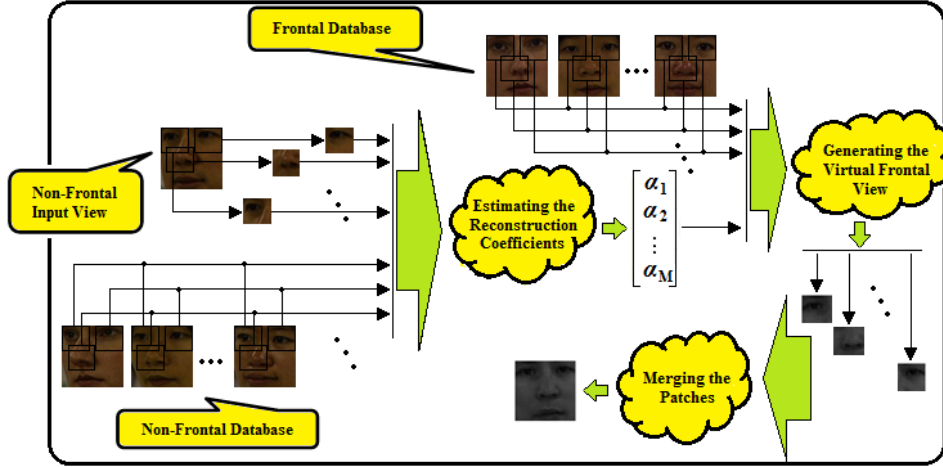 Frontal Database
Non-Frontal
Input View
Estimating the
Reconstruction
Coefficients
α1
α2
⋮
αM
Generating the
Virtual Frontal
View
Merging the
Patches
Non-Frontal Database